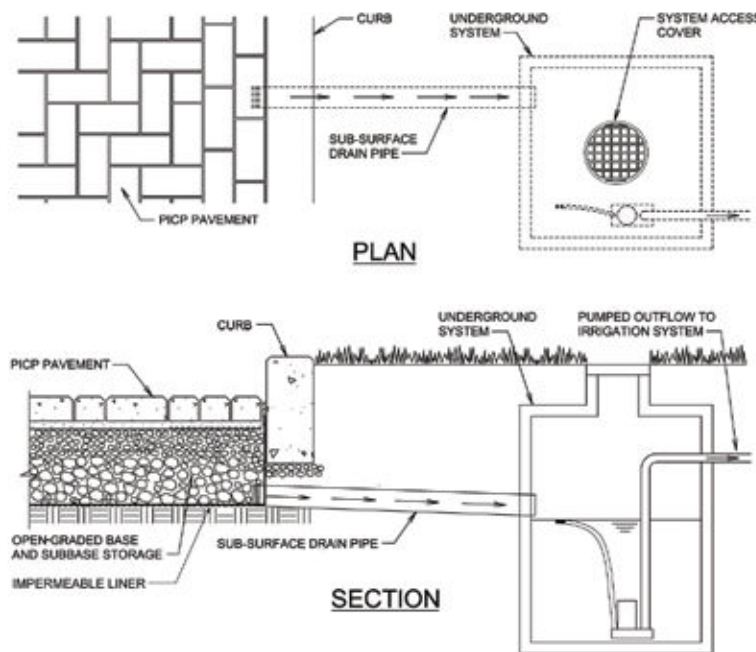 CURB
UNDERGROUND
SYSTEM
SYSTEM ACCESS
COVER
SUB-SURFACE
DRAIN PIPE
PICP PAVEMENT
PLAN
CURB
UNDERGROUND
SYSTEM
PUMPED OUTFLOW TO
IRRIGATION SYSTEM
PICP PAVEMENT
OPEN-GRADED BASE
AND SUBBASE STORAGE
SUB-SURFACE DRAIN PIPE
IMPERMEABLE LINER
SECTION